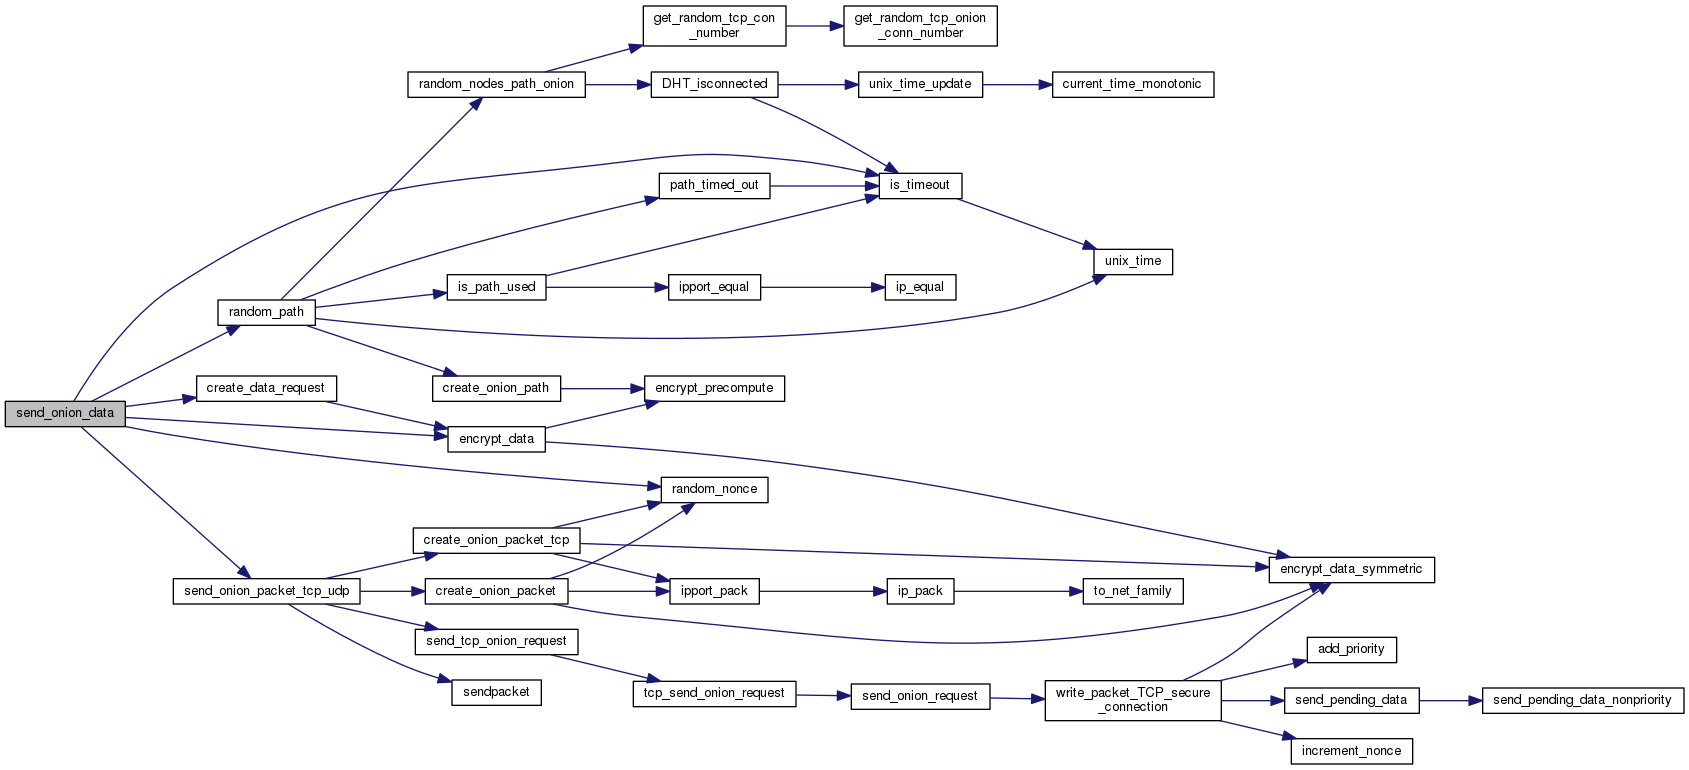 get_random_tcp_con
_number
get_random_tcp_onion
_conn_number
random_nodes_path_onion
DHT_isconnected
unix_time_update
current_time_monotonic
path_timed_out
is_timeout
unix_time
is_path_used
ipport_equal
ip_equal
random_path
create_data_request
create_onion_path
encrypt_precompute
send_onion_data
encrypt_data
random_nonce
create_onion_packet_tcp
encrypt_data_symmetric
send_onion_packet_tcp_udp
create_onion_packet
ipport_pack
ip_pack
to_net_family
send_tcp_onion_request
add_priority
sendpacket
tcp_send_onion_request
send_onion_request
write_packet_TCP_secure
_connection
send_pending_data
send_pending_data_nonpriority
increment_nonce